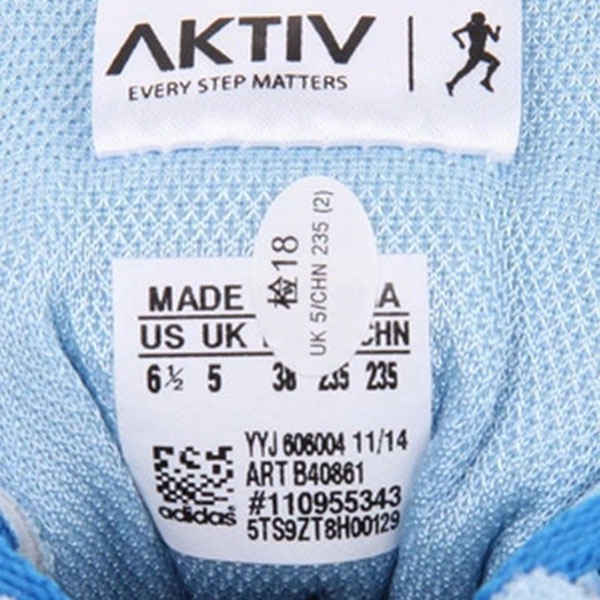 AKTIV
EVERY STEP MATTERS
检18
UK 5/CHN 235 (2)
MADE
US UK CHN
6½ 5 38 235 235
YYJ 606004 11/14
ART B40861
#110955343
5TS9ZT8H00129
adidas